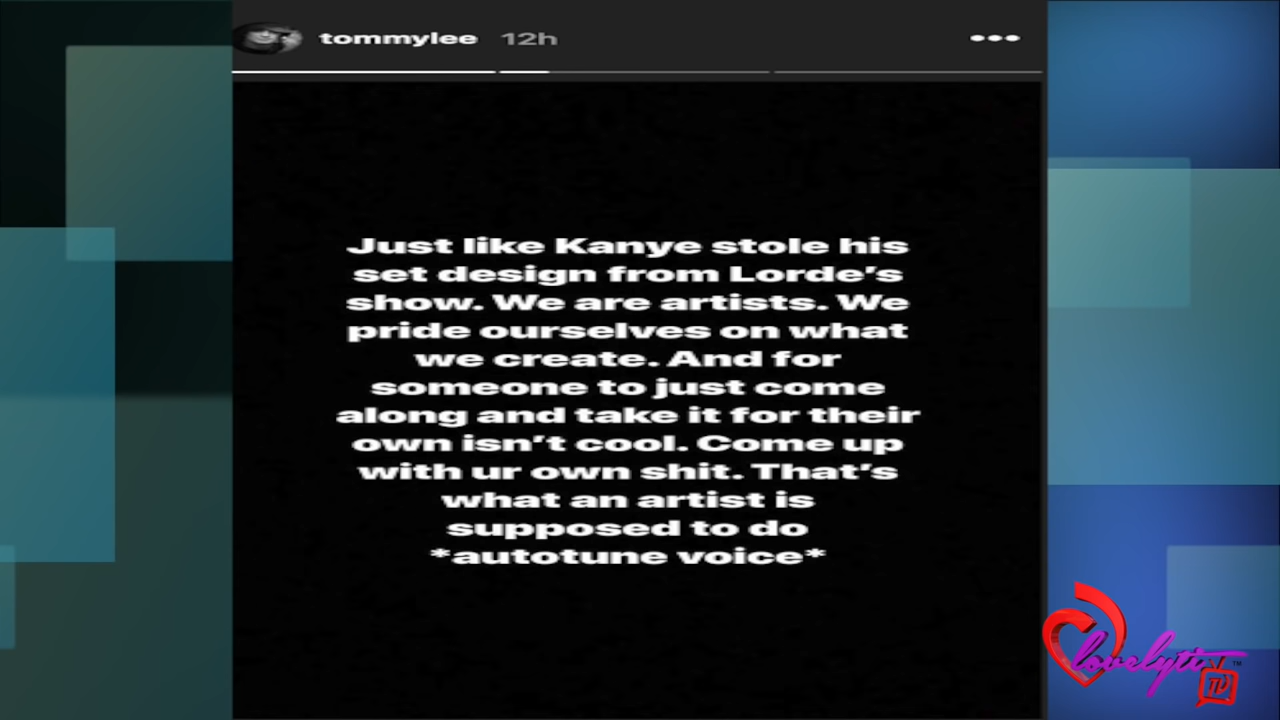 tommylee 12h
Just like Kanye stole his
set design from Lorde's
show. We are artists. We
pride ourselves on what
we create. And for
someone to just come
along and take it for their
own isn't cool. Come up
with ur own shit. That's
what an artist is
supposed to do
*autotune voice*
lovelyti ™
TV